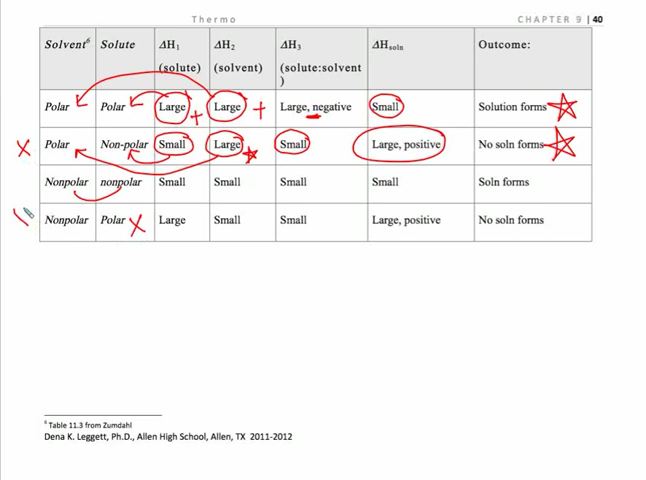 Thermo CHAPTER 9 | 40
Solvent⁶ Solute ΔH₁ ΔH₂ ΔH₃ ΔHsoln Outcome:
(solute) (solvent) (solute:solvent
)
Polar Polar Large + Large + Large, negative Small Solution forms
X Polar Non-polar Small Large Small Large, positive No soln forms
Nonpolar nonpolar Small Small Small Small Soln forms
Nonpolar Polar X Large Small Small Large, positive No soln forms
⁶ Table 11.3 from Zumdahl
Dena K. Leggett, Ph.D., Allen High School, Allen, TX 2011-2012